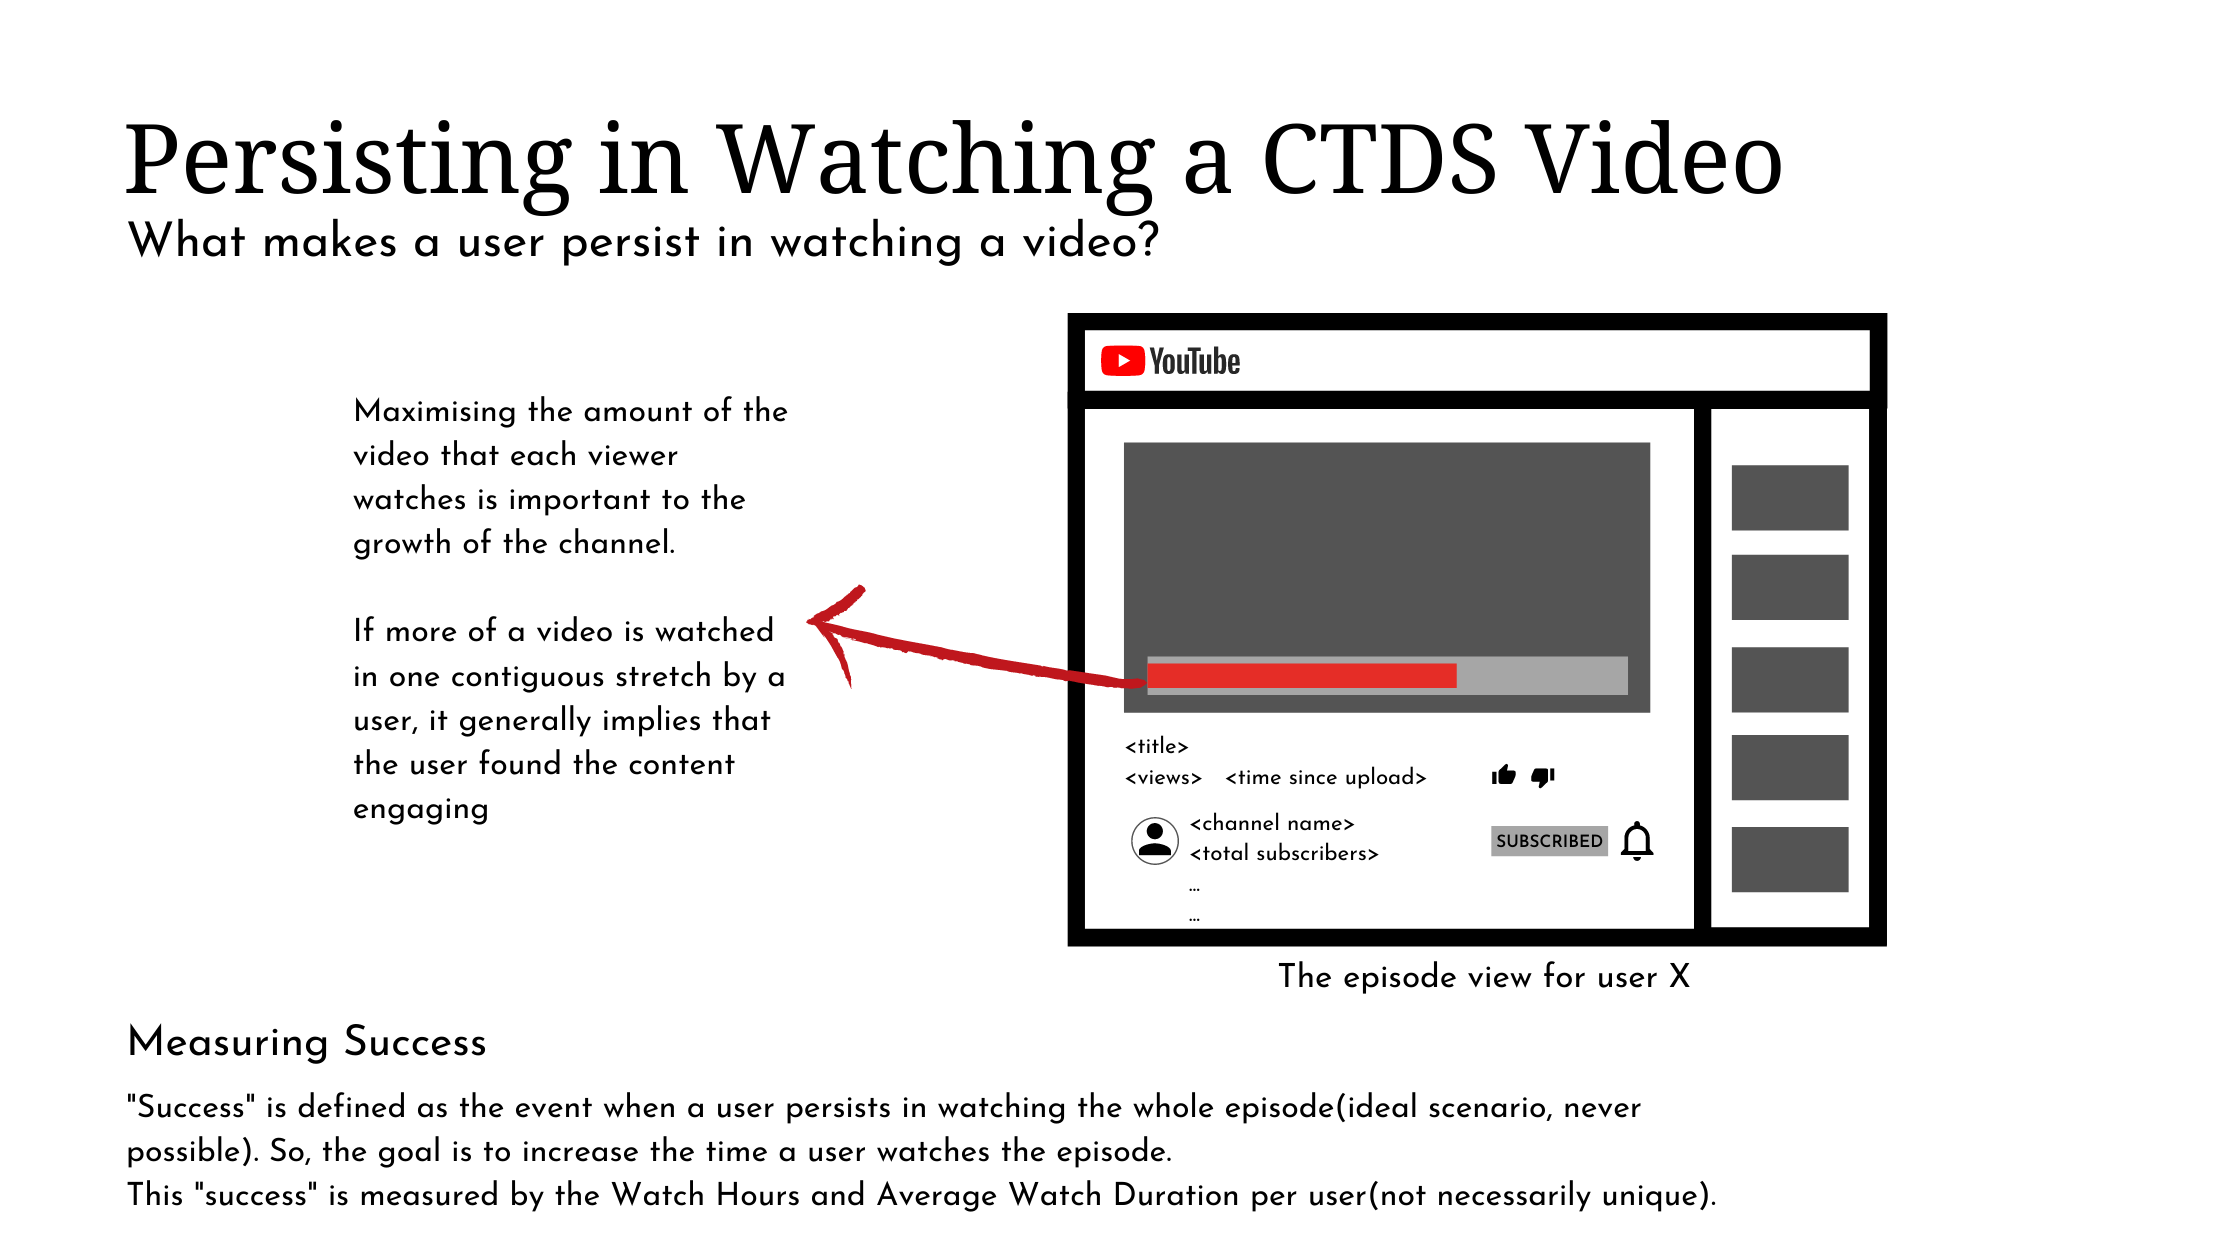 Persisting in Watching a CTDS Video
What makes a user persist in watching a video?
Maximising the amount of the
video that each viewer
watches is important to the
growth of the channel.
If more of a video is watched
in one contiguous stretch by a
user, it generally implies that
the user found the content
engaging
YouTube
<title>
<views> <time since upload>
<channel name>
<total subscribers>
SUBSCRIBED
...
...
The episode view for user X
Measuring Success
"Success" is defined as the event when a user persists in watching the whole episode(ideal scenario, never
possible). So, the goal is to increase the time a user watches the episode.
This "success" is measured by the Watch Hours and Average Watch Duration per user(not necessarily unique).